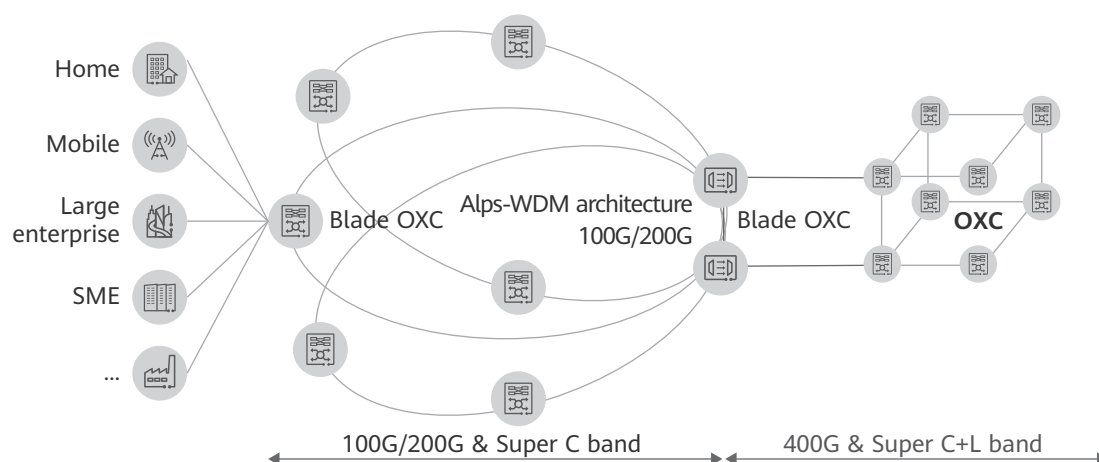 Home
Mobile
Large
enterprise
SME
...
Blade OXC
Alps-WDM architecture
100G/200G
Blade OXC
OXC
100G/200G & Super C band
400G & Super C+L band